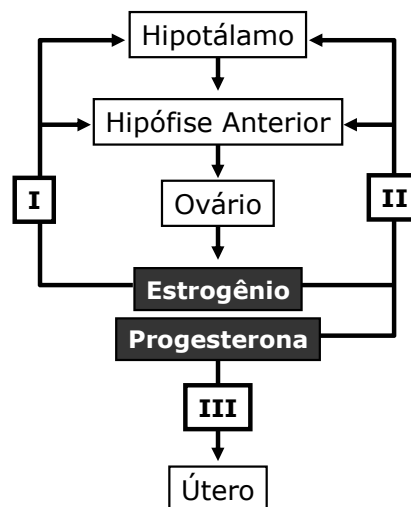 Hipotálamo
Hipófise Anterior
I
II
Ovário
Estrogênio
Progesterona
III
Útero